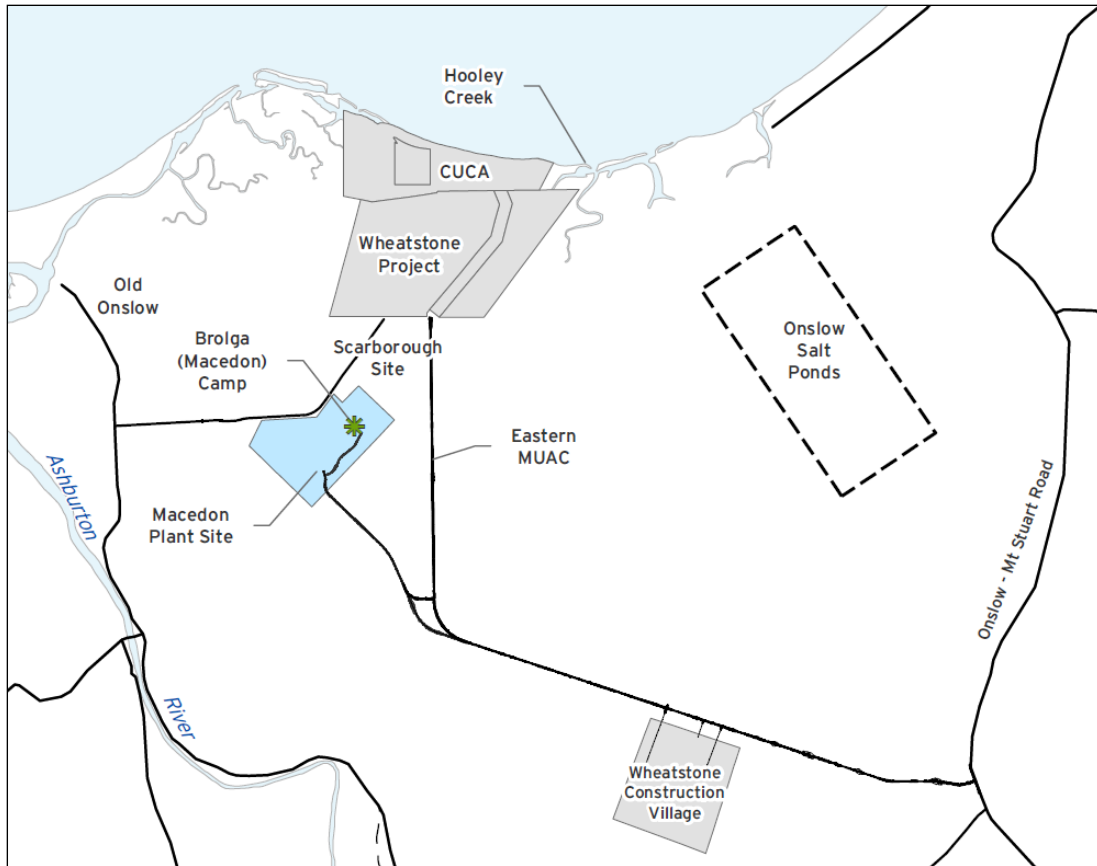 Hooley
Creek
CUCA
Wheatstone
Project
Old
Onslow
Brolga
(Macedon)
Camp
Scarborough
Site
Onslow
Salt
Ponds
Eastern
MUAC
Ashburton
Macedon
Plant Site
Onslow - Mt Stuart Road
River
Wheatstone
Construction
Village